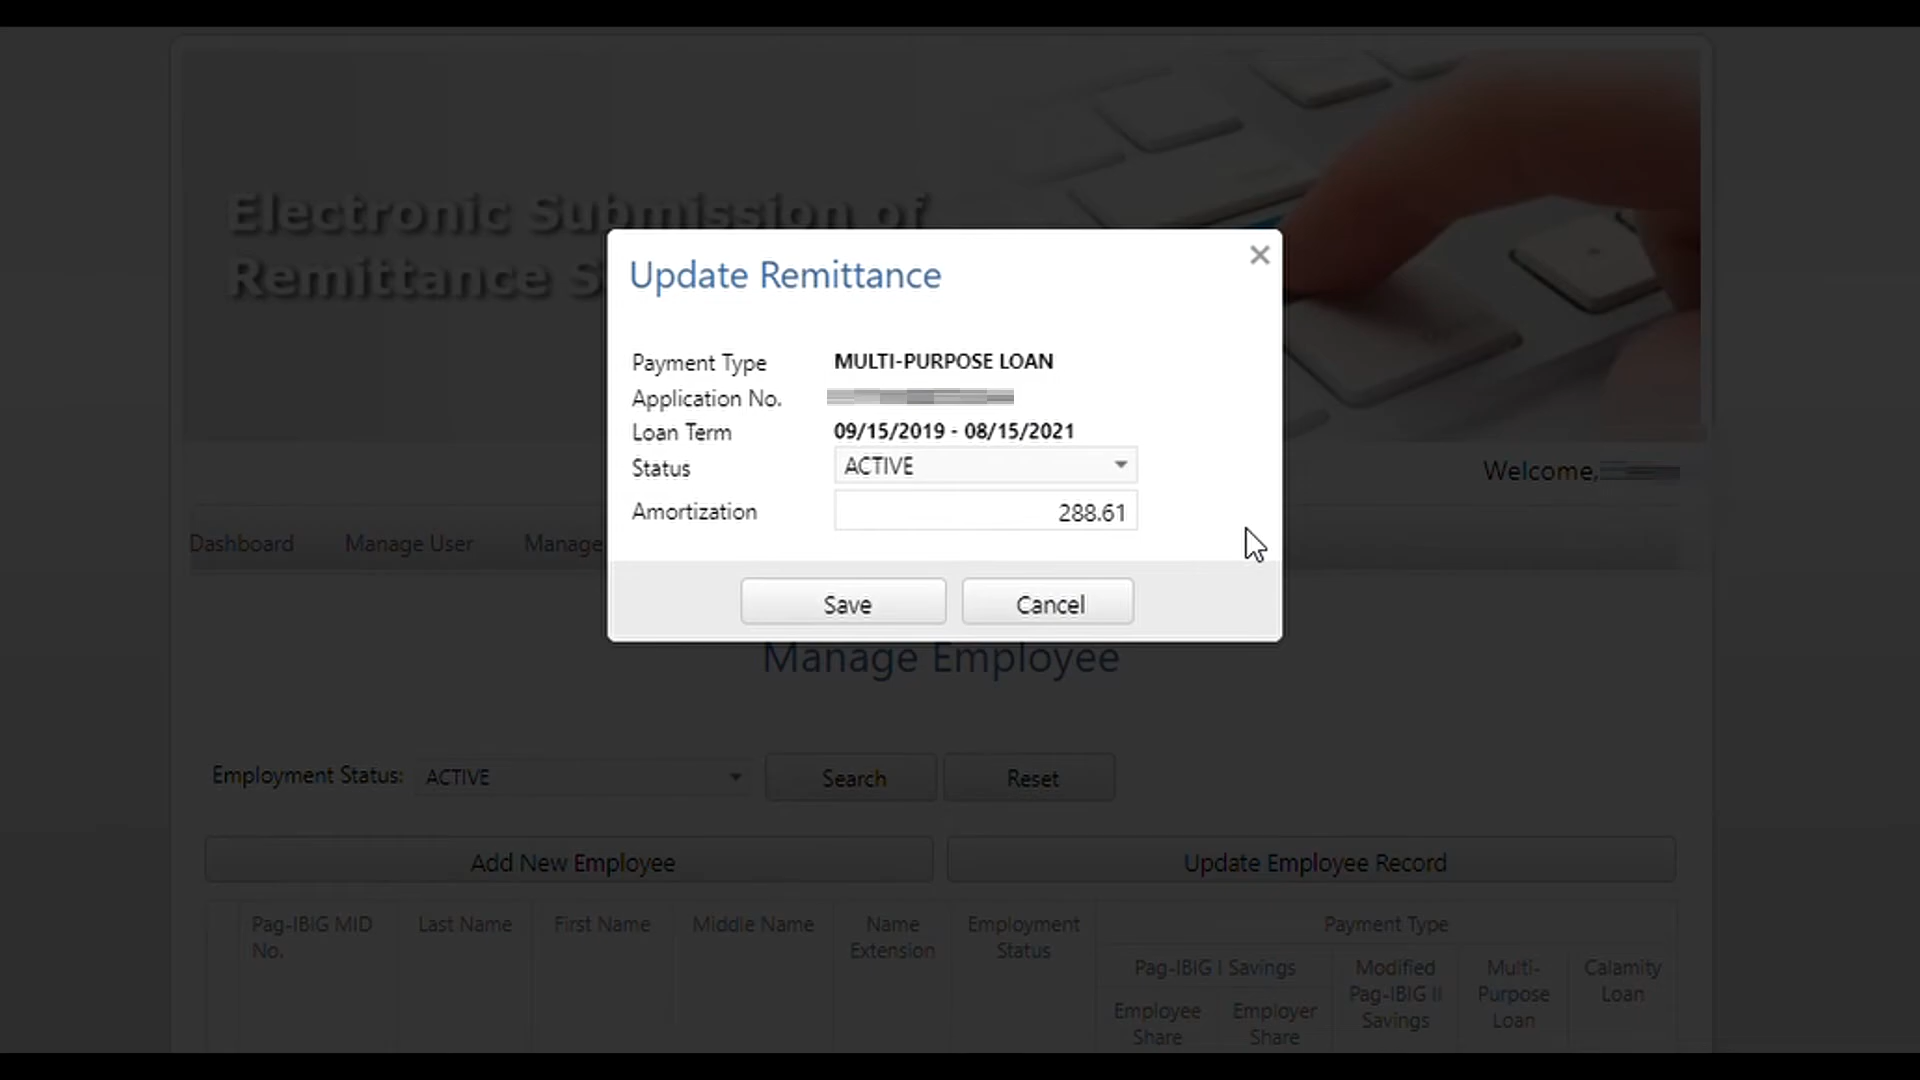 Electronic Submission of
Remittance S
Update Remittance
Payment Type MULTI-PURPOSE LOAN
Application No.
Loan Term 09/15/2019 - 08/15/2021
Status ACTIVE
Amortization 288.61
Save Cancel
Welcome,
Dashboard Manage User Manage
Manage Employee
Employment Status: ACTIVE Search Reset
Add New Employee Update Employee Record
Pag-IBIG MID Last Name First Name Middle Name Name Employment Payment Type
No. Extension Status
Pag-IBIG I Savings Modified Multi- Calamity
Pag-IBIG II Purpose Loan
Employee Employer Savings Loan
Share Share